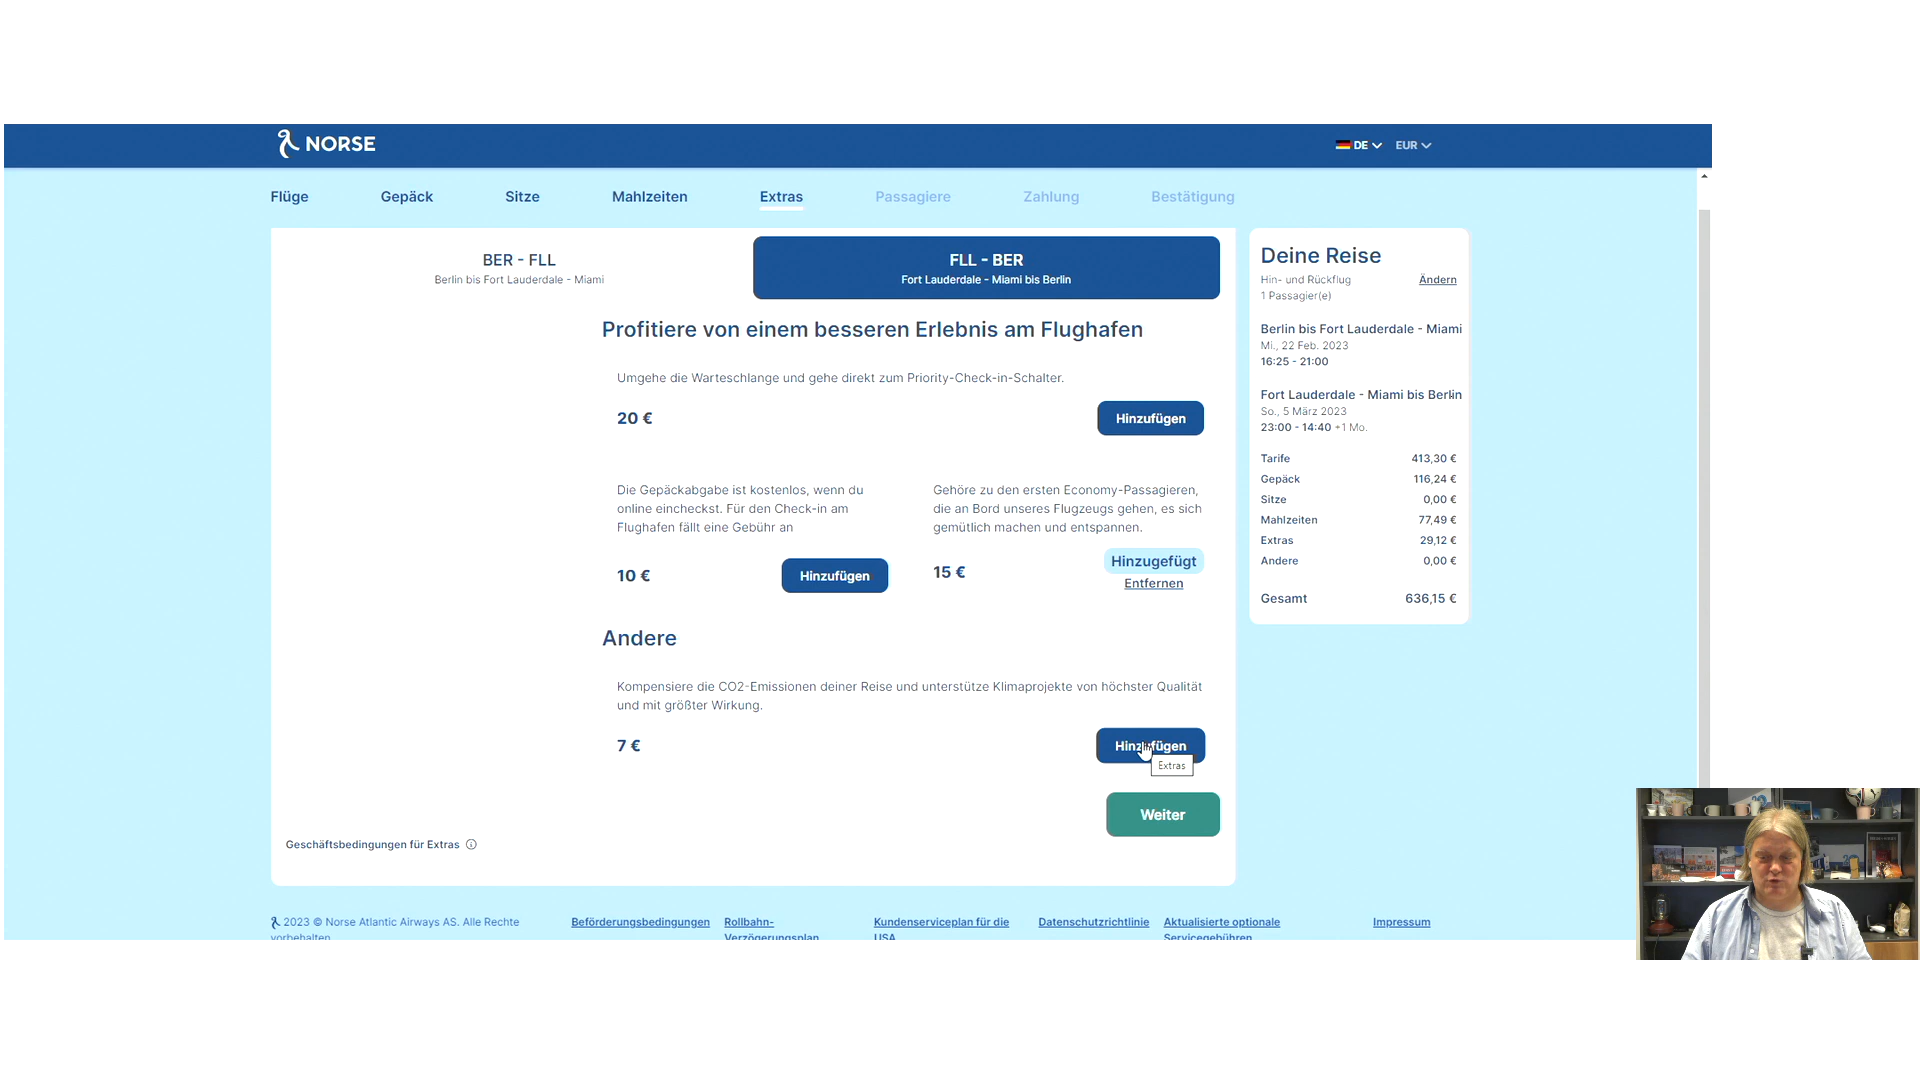 NORSE
DE
EUR
Flüge
Gepäck
Sitze
Mahlzeiten
Extras
Passagiere
Zahlung
Bestätigung
BER - FLL
Berlin bis Fort Lauderdale - Miami
FLL - BER
Fort Lauderdale - Miami bis Berlin
Profitiere von einem besseren Erlebnis am Flughafen
Umgehe die Warteschlange und gehe direkt zum Priority-Check-in-Schalter.
20 €
Hinzufügen
Die Gepäckabgabe ist kostenlos, wenn du
online eincheckst. Für den Check-in am
Flughafen fällt eine Gebühr an
10 €
Hinzufügen
Gehöre zu den ersten Economy-Passagieren,
die an Bord unseres Flugzeugs gehen, es sich
gemütlich machen und entspannen.
15 €
Hinzugefügt
Entfernen
Andere
Kompensiere die CO2-Emissionen deiner Reise und unterstütze Klimaprojekte von höchster Qualität
und mit größter Wirkung.
7 €
Hinzufügen
Extras
Weiter
Geschäftsbedingungen für Extras
Deine Reise
Hin- und Rückflug
Ändern
1 Passagier(e)
Berlin bis Fort Lauderdale - Miami
Mi., 22 Feb. 2023
16:25 - 21:00
Fort Lauderdale - Miami bis Berlin
So., 5 März 2023
23:00 - 14:40 +1 Mo.
Tarife 413,30 €
Gepäck 116,24 €
Sitze 0,00 €
Mahlzeiten 77,49 €
Extras 29,12 €
Andere 0,00 €
Gesamt 636,15 €
2023 © Norse Atlantic Airways AS. Alle Rechte
vorbehalten
Beförderungsbedingungen
Rollbahn-
Verzögerungsplan
Kundenserviceplan für die
USA
Datenschutzrichtlinie
Aktualisierte optionale
Servicegebühren
Impressum